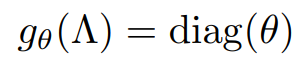 g_θ(Λ) = diag(θ)